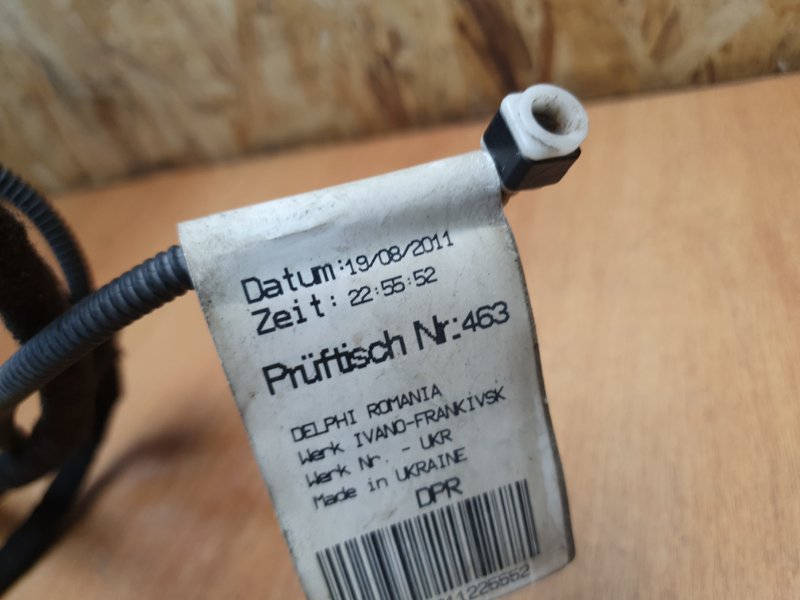 Datum:19/08/2011
Zeit: 22:55:52
Prüftisch Nr.:463
DELPHI ROMANIA
Werk IVANO-FRANKIVSK
Werk Nr. - UKR
Made in UKRAINE
DPR